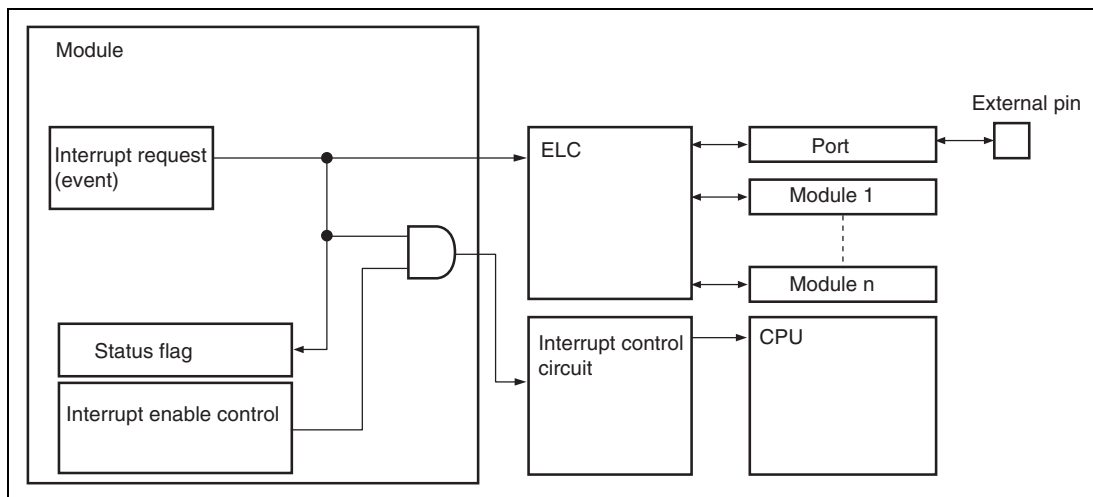 Module
Interrupt request
(event)
Status flag
Interrupt enable control
ELC
Interrupt control
circuit
Port
Module 1
Module n
CPU
External pin